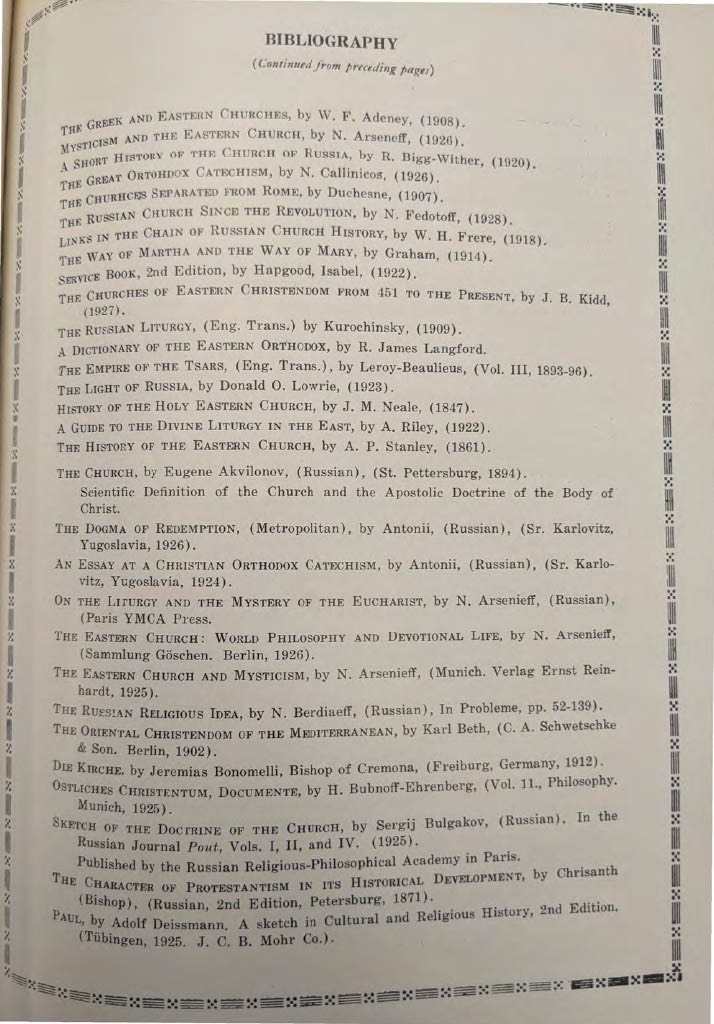 BIBLIOGRAPHY
(Continued from preceding pages)
THE GREEK AND EASTERN CHURCHES, by W. F. Adeney, (1908).
MYSTICISM AND THE EASTERN CHURCH, by N. Arseneff, (1926).
A SHORT HISTORY OF THE CHURCH OF RUSSIA, by R. Bigg-Wither, (1920).
THE GREAT ORTOHDOX CATECHISM, by N. Callinicos, (1926).
THE CHURHCES SEPARATED FROM ROME, by Duchesne, (1907).
THE RUSSIAN CHURCH SINCE THE REVOLUTION, by N. Fedotoff, (1928).
LINKS IN THE CHAIN OF RUSSIAN CHURCH HISTORY, by W. H. Frere, (1918).
THE WAY OF MARTHA AND THE WAY OF MARY, by Graham, (1914).
SERVICE BOOK, 2nd Edition, by Hapgood, Isabel, (1922).
THE CHURCHES OF EASTERN CHRISTENDOM FROM 451 TO THE PRESENT, by J. B. Kidd,
(1927).
THE RUSSIAN LITURGY, (Eng. Trans.) by Kurochinsky, (1909).
A DICTIONARY OF THE EASTERN ORTHODOX, by R. James Langford.
THE EMPIRE OF THE TSARS, (Eng. Trans.), by Leroy-Beaulieus, (Vol. III, 1893-96).
THE LIGHT OF RUSSIA, by Donald O. Lowrie, (1923).
HISTORY OF THE HOLY EASTERN CHURCH, by J. M. Neale, (1847).
A GUIDE TO THE DIVINE LITURGY IN THE EAST, by A. Riley, (1922).
THE HISTORY OF THE EASTERN CHURCH, by A. P. Stanley, (1861).
THE CHURCH, by Eugene Akvilonov, (Russian), (St. Pettersburg, 1894).
Scientific Definition of the Church and the Apostolic Doctrine of the Body of
Christ.
THE DOGMA OF REDEMPTION, (Metropolitan), by Antonii, (Russian), (Sr. Karlovitz,
Yugoslavia, 1926).
AN ESSAY AT A CHRISTIAN ORTHODOX CATECHISM, by Antonii, (Russian), (Sr. Karlo-
vitz, Yugoslavia, 1924).
ON THE LITURGY AND THE MYSTERY OF THE EUCHARIST, by N. Arsenieff, (Russian),
(Paris YMCA Press.
THE EASTERN CHURCH: WORLD PHILOSOPHY AND DEVOTIONAL LIFE, by N. Arsenieff,
(Sammlung Göschen. Berlin, 1926).
THE EASTERN CHURCH AND MYSTICISM, by N. Arsenieff, (Munich. Verlag Ernst Rein-
hardt, 1925).
THE RUSSIAN RELIGIOUS IDEA, by N. Berdiaeff, (Russian), In Probleme, pp. 52-139).
THE ORIENTAL CHRISTENDOM OF THE MEDITERRANEAN, by Karl Beth, (C. A. Schwetschke
& Son. Berlin, 1902).
DIE KIRCHE. by Jeremias Bonomelli, Bishop of Cremona, (Freiburg, Germany, 1912).
OSTLICHES CHRISTENTUM, DOCUMENTE, by H. Bubnoff-Ehrenberg, (Vol. 11., Philosophy.
Munich, 1925).
SKETCH OF THE DOCTRINE OF THE CHURCH, by Sergij Bulgakov, (Russian). In the
Russian Journal Pout, Vols. I, II, and IV. (1925).
Published by the Russian Religious-Philosophical Academy in Paris.
THE CHARACTER OF PROTESTANTISM IN ITS HISTORICAL DEVELOPMENT, by Chrisanth
(Bishop), (Russian, 2nd Edition, Petersburg, 1871).
PAUL, by Adolf Deissmann. A sketch in Cultural and Religious History, 2nd Edition.
(Tübingen, 1925. J. C. B. Mohr Co.).